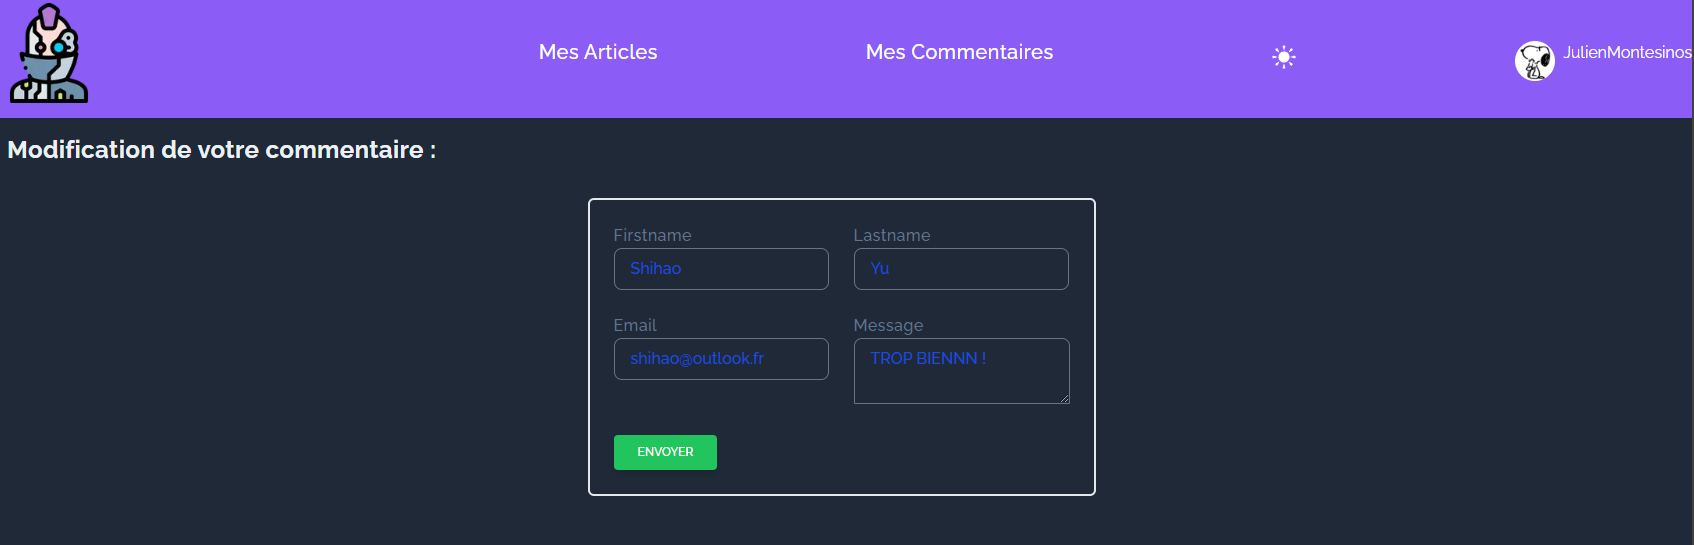 Mes Articles
Mes Commentaires
JulienMontesinos
Modification de votre commentaire :
Firstname
Lastname
Shihao
Yu
Email
Message
shihao@outlook.fr
TROP BIENNN !
ENVOYER